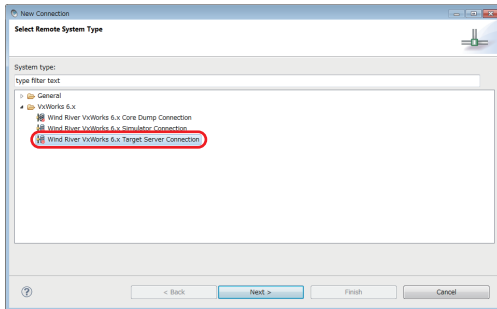 New Connection
Select Remote System Type
System type:
type filter text
General
VxWorks 6.x
Wind River VxWorks 6.x Core Dump Connection
Wind River VxWorks 6.x Simulator Connection
Wind River VxWorks 6.x Target Server Connection
?
< Back Next > Finish Cancel